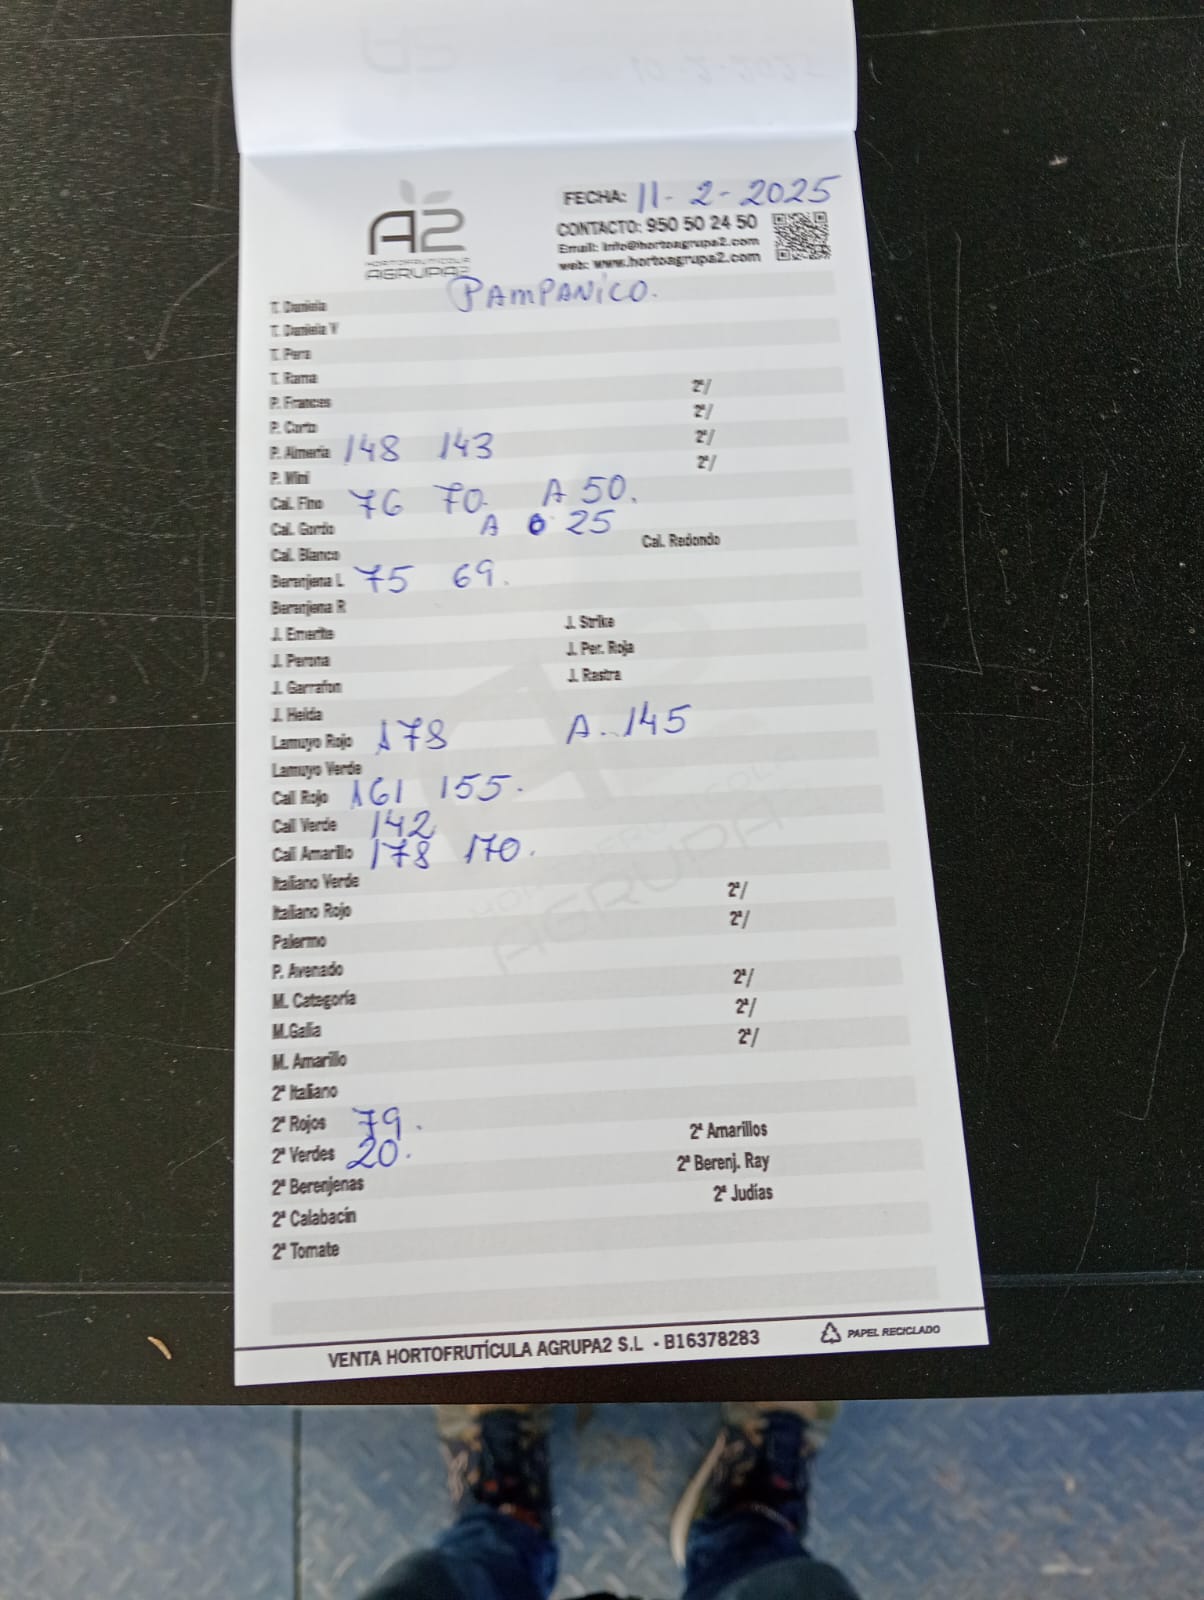 FECHA: 11-2-2025
A2
HORTOFRUTÍCULA
AGRUPA2
CONTACTO: 950 50 24 50
Email: info@hortoagrupa2.com
web: www.hortoagrupa2.com
PAMPANICO.
T. Daniela
T. Daniela V
T. Pera
T. Rama
P. Frances 2ª/
P. Corto 2ª/
P. Almeria 148 143 2ª/
P. Mini 2ª/
Cal. Fino 76 70. A 50.
Cal. Gordo A 25
Cal. Blanco Cal. Redondo
Berenjena L 75 69.
Berenjena R
J. Emerite J. Strike
J. Perona J. Per. Roja
J. Garrafon J. Rastra
J. Helda
Lamuyo Rojo 178 A. 145
Lamuyo Verde
Cali Rojo 161 155.
Cali Verde 142
Cali Amarillo 178 170.
Italiano Verde 2ª/
Italiano Rojo 2ª/
Palermo
P. Avenado 2ª/
M. Categoría 2ª/
M.Galia 2ª/
M. Amarillo
2ª Italiano
2ª Rojos 79.
2ª Verdes 20. 2ª Amarillos
2ª Berenjenas 2ª Berenj. Ray
2ª Calabacín 2ª Judías
2ª Tomate
VENTA HORTOFRUTÍCULA AGRUPA2 S.L - B16378283
PAPEL RECICLADO